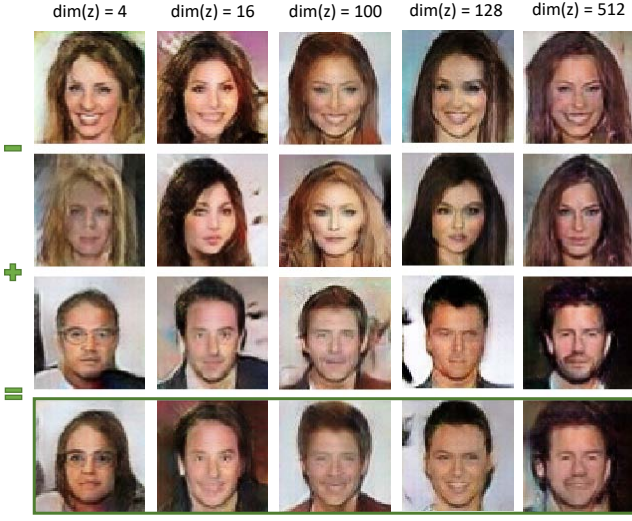 dim(z) = 4 dim(z) = 16 dim(z) = 100 dim(z) = 128 dim(z) = 512